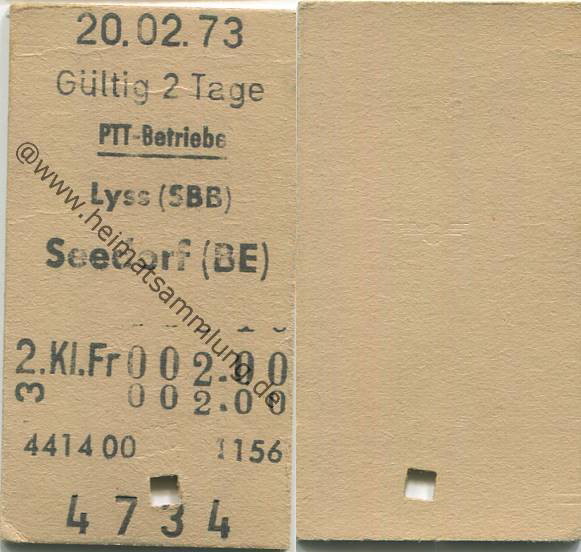 20.02.73
Gültig 2 Tage
PTT-Betriebe
Lyss (SBB)
Seedorf (BE)
2.Kl.Fr 002.00
3 002.00
441400 1156
4734
@www.heimatsammlung.de